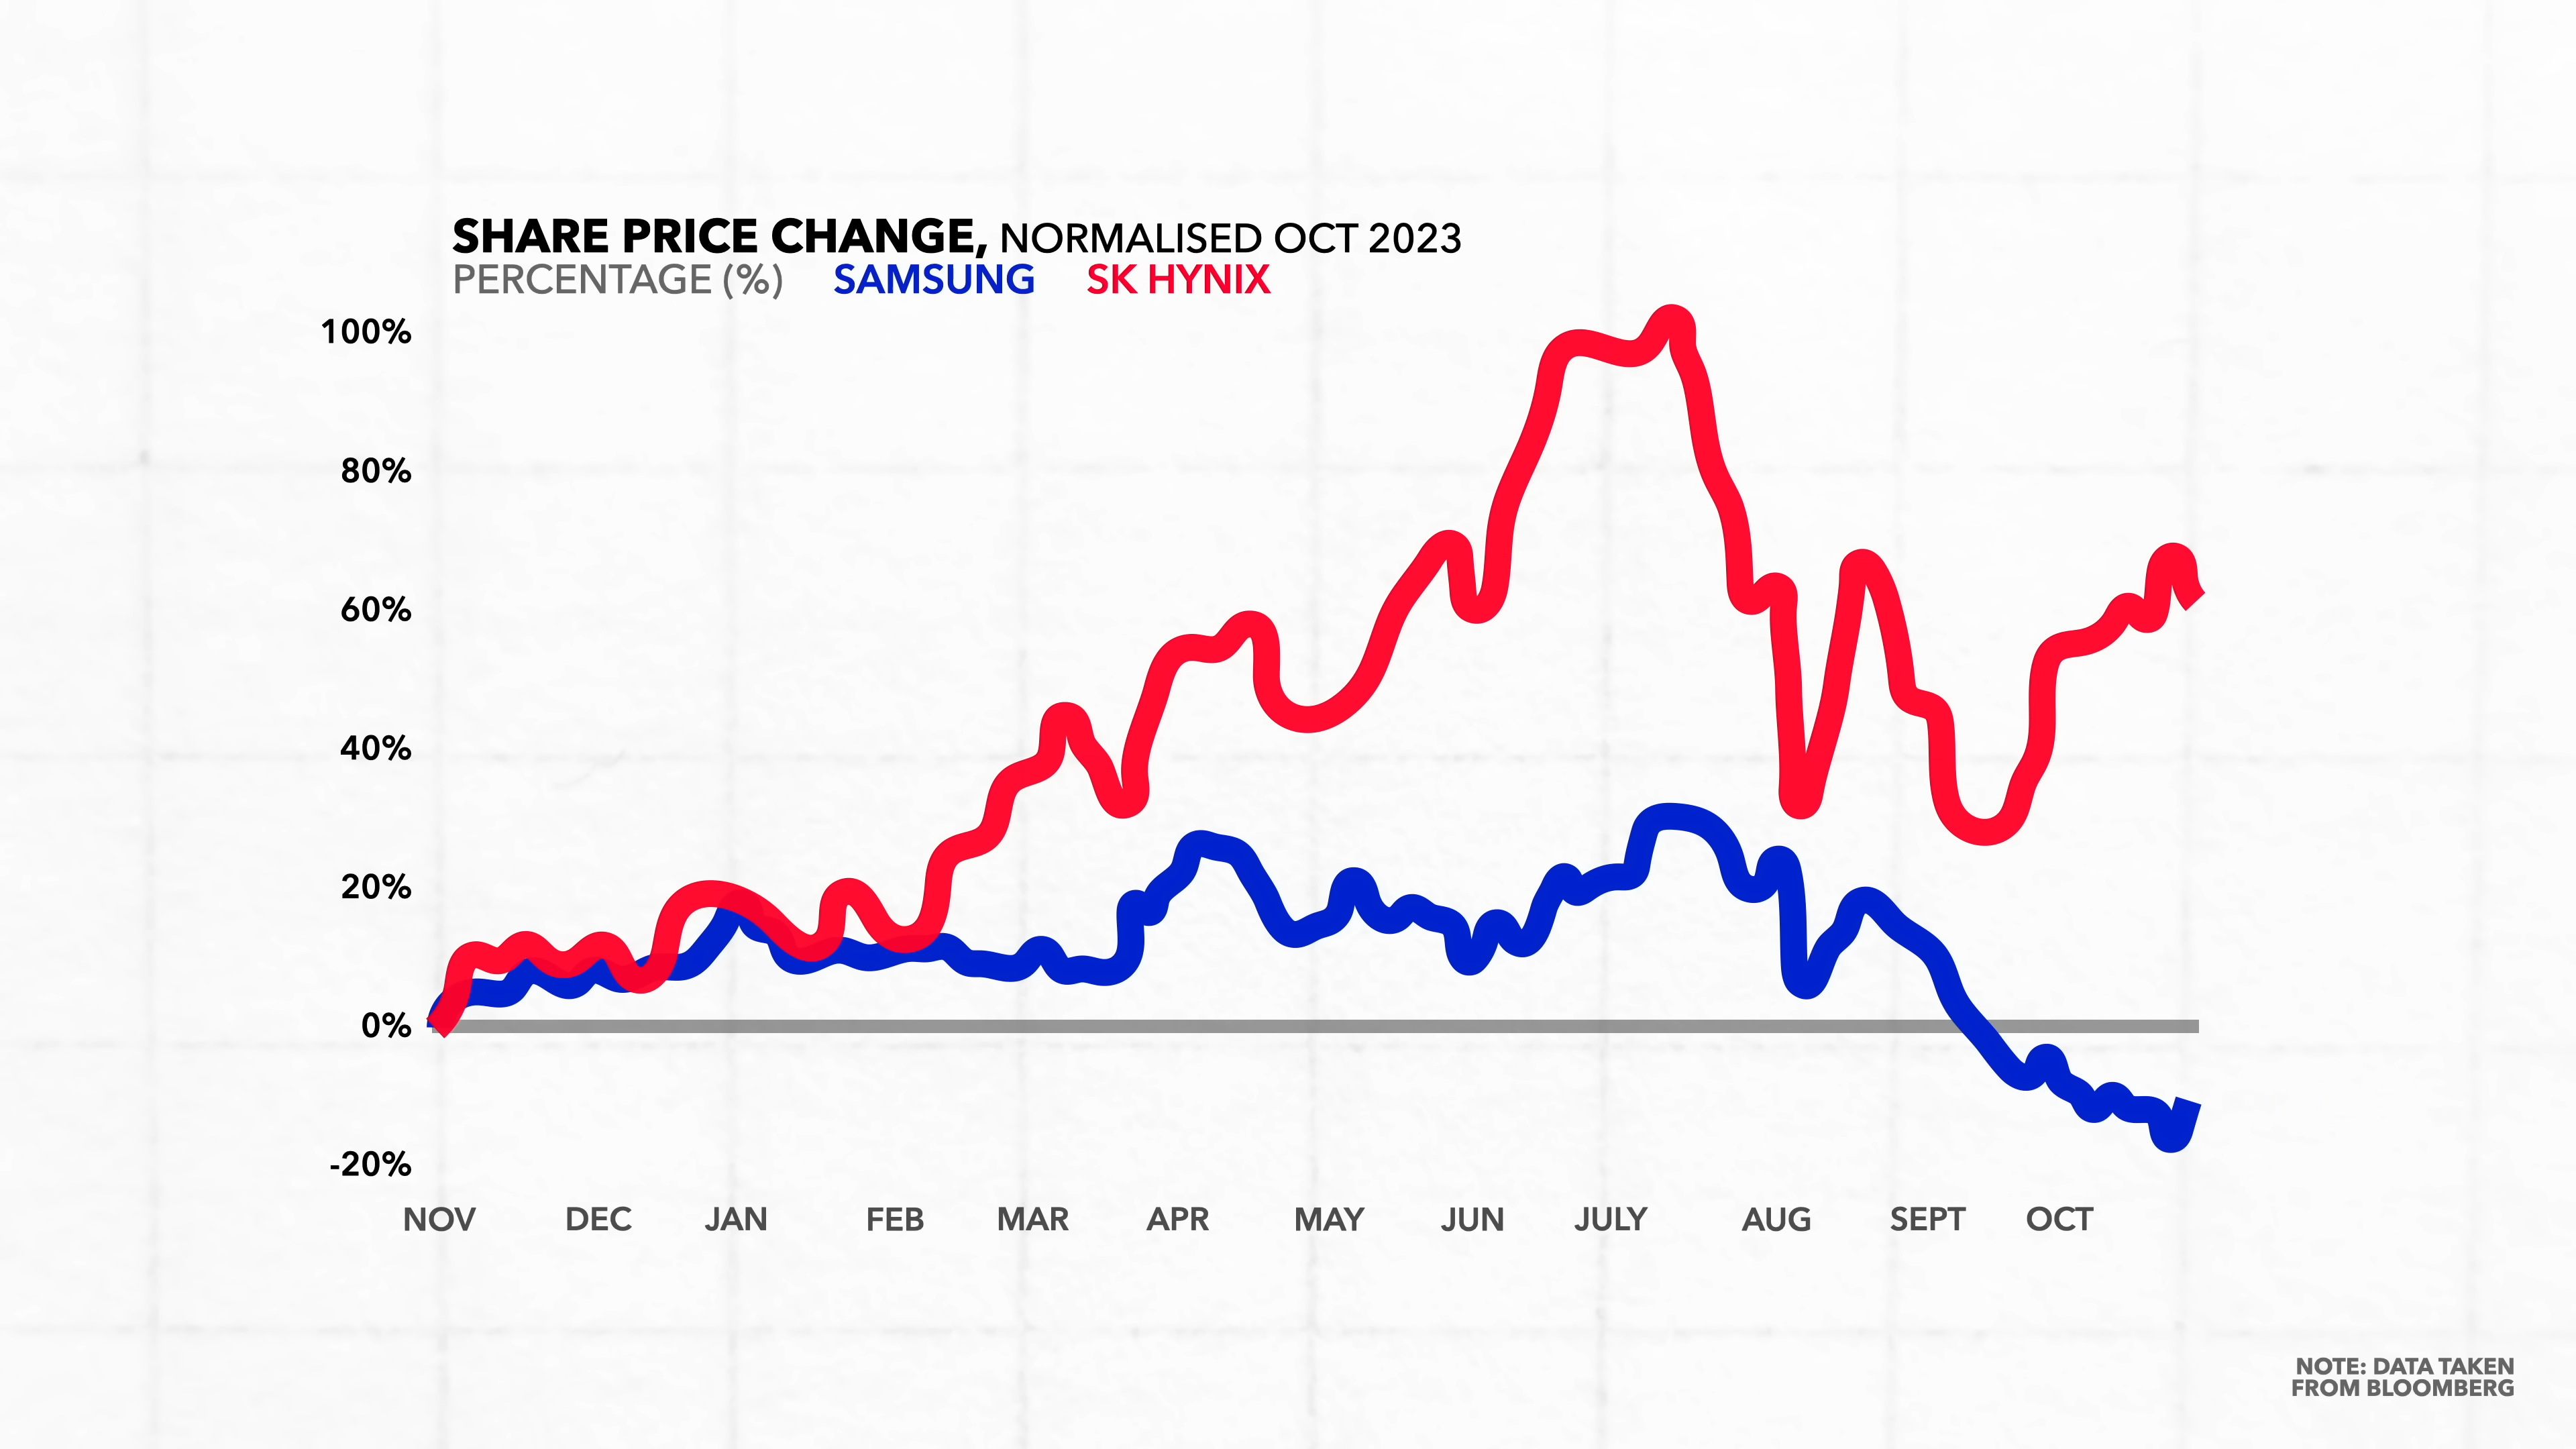 SHARE PRICE CHANGE, NORMALISED OCT 2023
PERCENTAGE (%) SAMSUNG SK HYNIX
100%
80%
60%
40%
20%
0%
-20%
NOV DEC JAN FEB MAR APR MAY JUN JULY AUG SEPT OCT
NOTE: DATA TAKEN
FROM BLOOMBERG